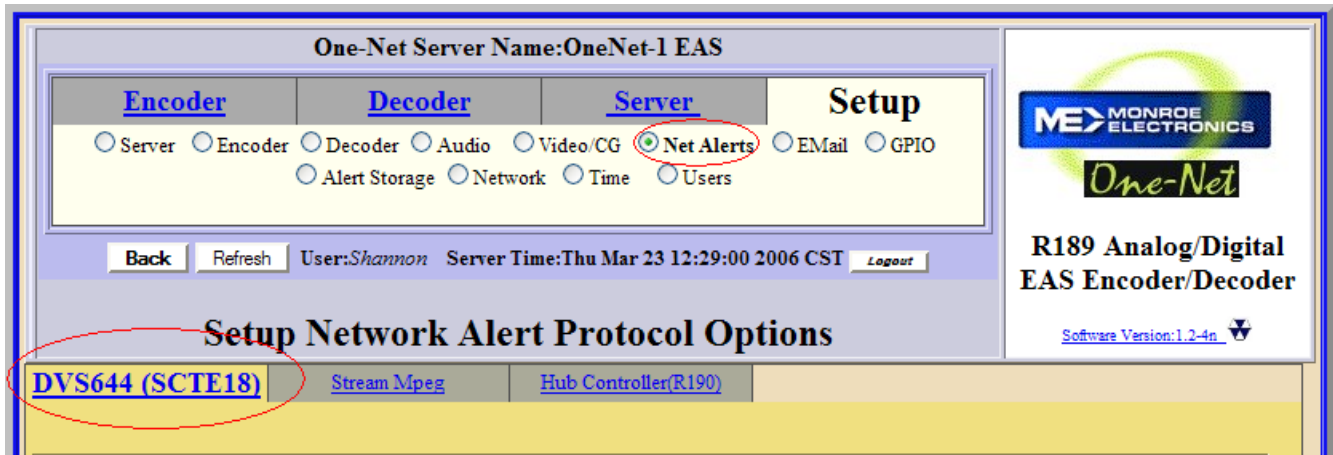 One-Net Server Name:OneNet-1 EAS
Encoder Decoder Server Setup
Server Encoder Decoder Audio Video/CG Net Alerts EMail GPIO
Alert Storage Network Time Users
Back Refresh User:Shannon Server Time:Thu Mar 23 12:29:00 2006 CST Logout
Setup Network Alert Protocol Options
DVS644 (SCTE18) Stream Mpeg Hub Controller(R190)
ME MONROE ELECTRONICS
One-Net
R189 Analog/Digital
EAS Encoder/Decoder
Software Version:1.2-4n